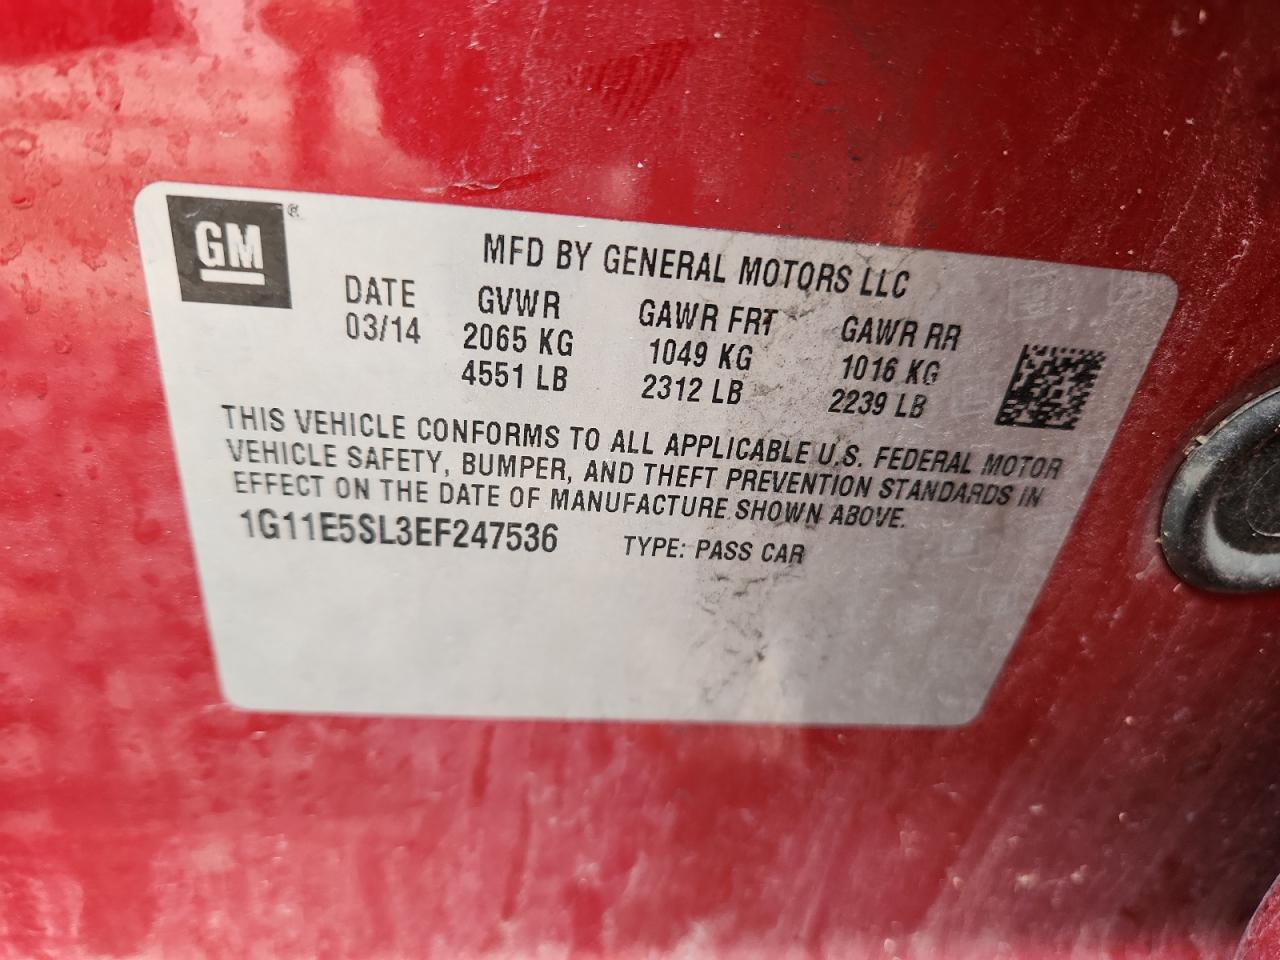 GM ®
MFD BY GENERAL MOTORS LLC
DATE GVWR GAWR FRT GAWR RR
03/14 2065 KG 1049 KG 1016 KG
4551 LB 2312 LB 2239 LB
THIS VEHICLE CONFORMS TO ALL APPLICABLE U.S. FEDERAL MOTOR
VEHICLE SAFETY, BUMPER, AND THEFT PREVENTION STANDARDS IN
EFFECT ON THE DATE OF MANUFACTURE SHOWN ABOVE.
1G11E5SL3EF247536 TYPE: PASS CAR